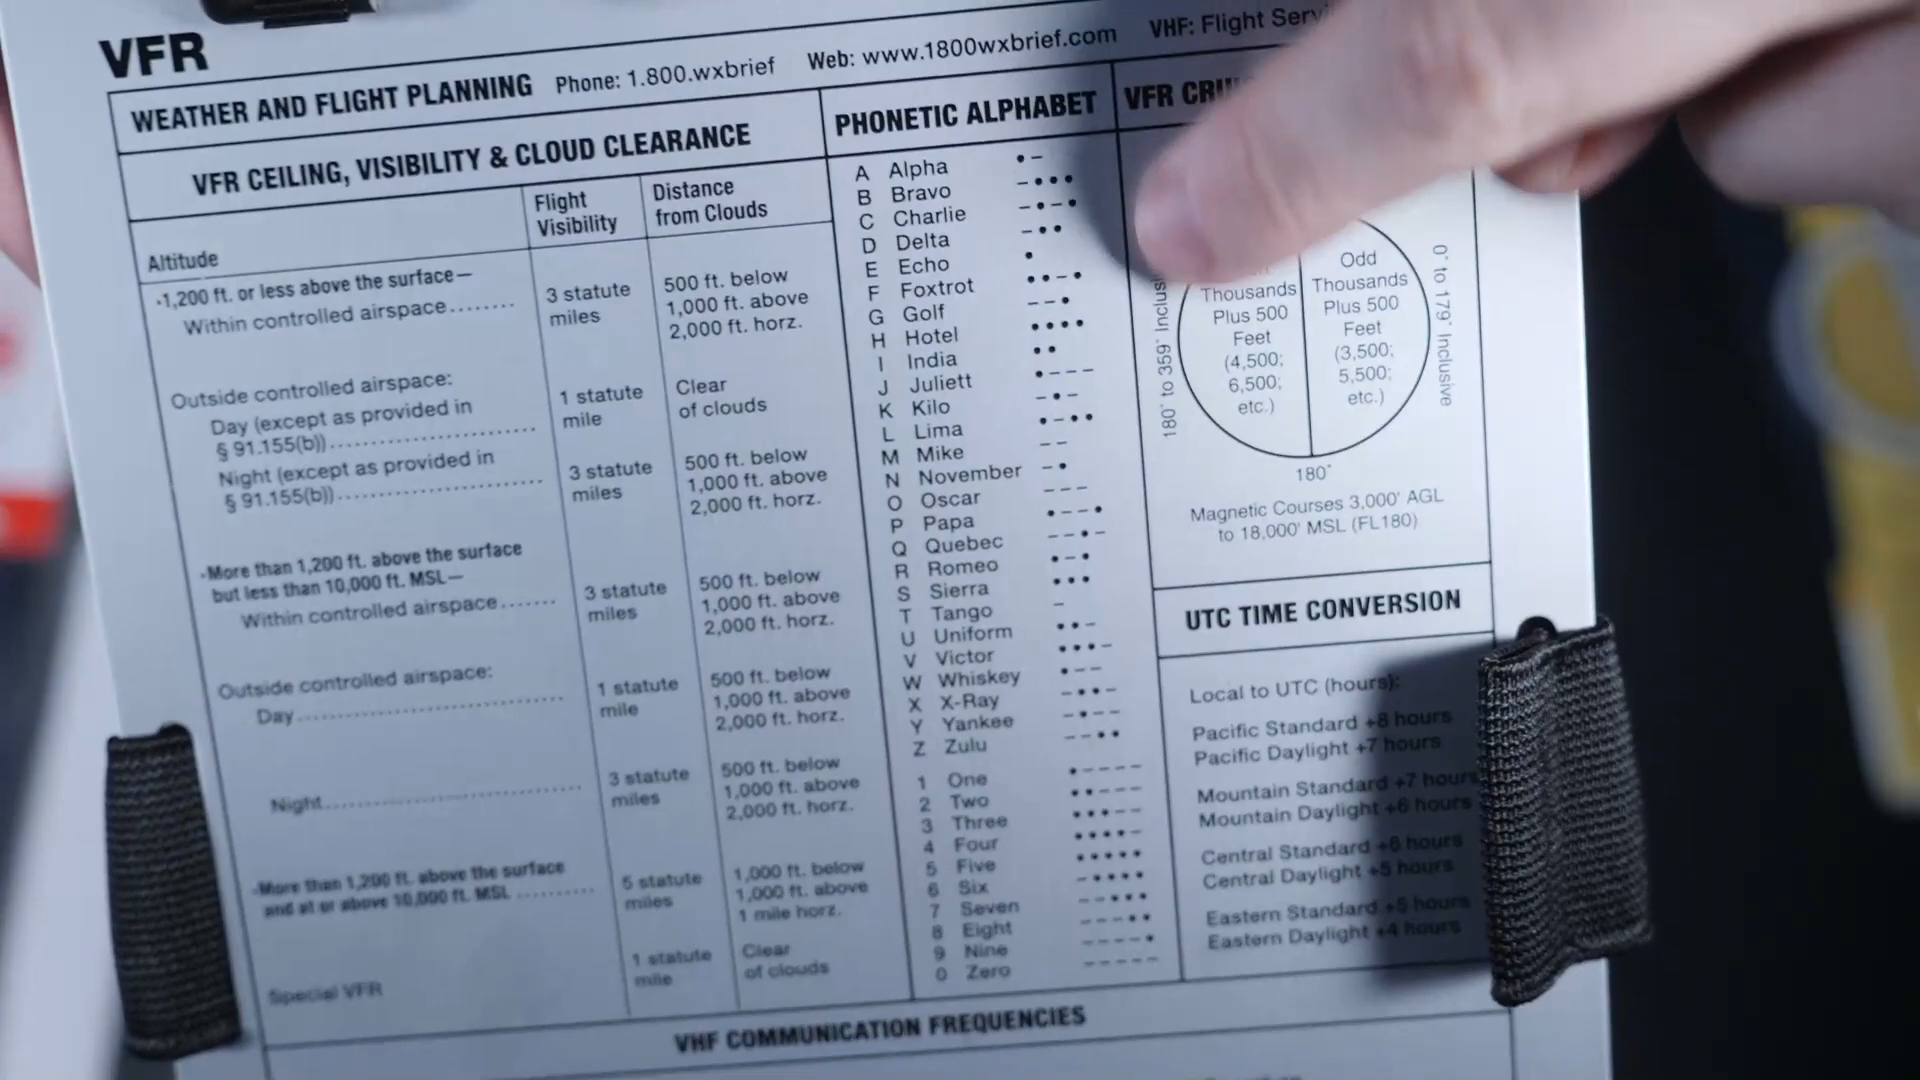 VFR
WEATHER AND FLIGHT PLANNING Phone: 1.800.wxbrief Web: www.1800wxbrief.com VHF: Flight
VFR CEILING, VISIBILITY & CLOUD CLEARANCE
Altitude
Flight
Visibility
Distance
from Clouds
•1,200 ft. or less above the surface—
Within controlled airspace........
3 statute
miles
500 ft. below
1,000 ft. above
2,000 ft. horz.
Outside controlled airspace:
Day (except as provided in
§ 91.155(b))........................
1 statute
mile
Clear
of clouds
Night (except as provided in
§ 91.155(b))........................
3 statute
miles
500 ft. below
1,000 ft. above
2,000 ft. horz.
•More than 1,200 ft. above the surface
but less than 10,000 ft. MSL—
Within controlled airspace.......
3 statute
miles
500 ft. below
1,000 ft. above
2,000 ft. horz.
Outside controlled airspace:
Day..................................
1 statute
mile
500 ft. below
1,000 ft. above
2,000 ft. horz.
Night................................
3 statute
miles
500 ft. below
1,000 ft. above
2,000 ft. horz.
•More than 1,200 ft. above the surface
and at or above 10,000 ft. MSL ..........
5 statute
miles
1,000 ft. below
1,000 ft. above
1 mile horz.
Special VFR
1 statute
mile
Clear
of clouds
PHONETIC ALPHABET
A Alpha •–
B Bravo –•••
C Charlie –•–•
D Delta –••
E Echo •
F Foxtrot ••–•
G Golf ––•
H Hotel ••••
I India ••
J Juliett •–––
K Kilo –•–
L Lima •–••
M Mike ––
N November –•
O Oscar –––
P Papa •––•
Q Quebec ––•–
R Romeo •–•
S Sierra •••
T Tango –
U Uniform ••–
V Victor •••–
W Whiskey •––
X X-Ray –••–
Y Yankee –•––
Z Zulu ––••
1 One •––––
2 Two ••–––
3 Three •••––
4 Four ••••–
5 Five •••••
6 Six –••••
7 Seven ––•••
8 Eight –––••
9 Nine ––––•
0 Zero –––––
VFR
180° to 359°
Thousands
Plus 500
Feet
(4,500;
6,500;
etc.)
Odd
Thousands
Plus 500
Feet
(3,500;
5,500;
etc.)
0° to 179° Inclusive
180°
Magnetic Courses 3,000' AGL
to 18,000' MSL (FL180)
UTC TIME CONVERSION
Local to UTC (hours):
Pacific Standard +8 hours
Pacific Daylight +7 hours
Mountain Standard +7 hours
Mountain Daylight +6 hours
Central Standard +6 hours
Central Daylight +5 hours
Eastern Standard +5 hours
Eastern Daylight +4 hours
VHF COMMUNICATION FREQUENCIES